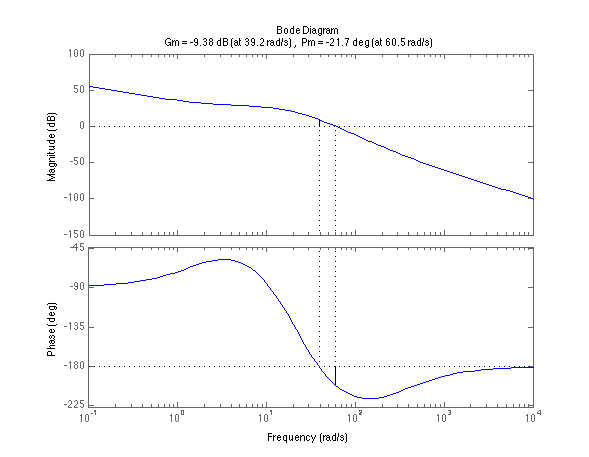 Bode Diagram
Gm = -9.38 dB (at 39.2 rad/s) , Pm = -21.7 deg (at 60.5 rad/s)
100
50
0
-50
-100
-150
Magnitude (dB)
-45
-90
-135
-180
-225
Phase (deg)
10^-1 10^0 10^1 10^2 10^3 10^4
Frequency (rad/s)